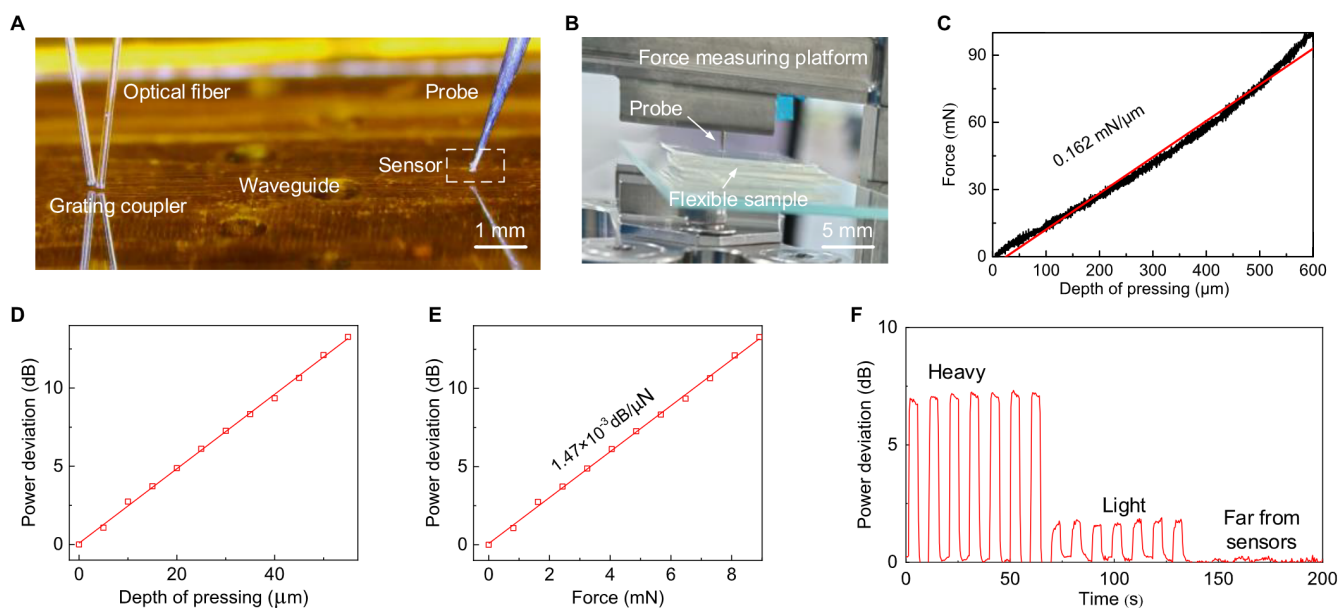 A
Optical fiber
Probe
Sensor
Waveguide
Grating coupler
1 mm
B
Force measuring platform
Probe
Flexible sample
5 mm
C
Force (mN)
90
60
30
0
0.162 mN/μm
0 100 200 300 400 500 600
Depth of pressing (μm)
D
Power deviation (dB)
10
5
0
0 20 40
Depth of pressing (μm)
E
Power deviation (dB)
10
5
0
1.47×10⁻³ dB/μN
0 2 4 6 8
Force (mN)
F
Power deviation (dB)
10
5
0
Heavy
Light
Far from
sensors
0 50 100 150 200
Time (s)